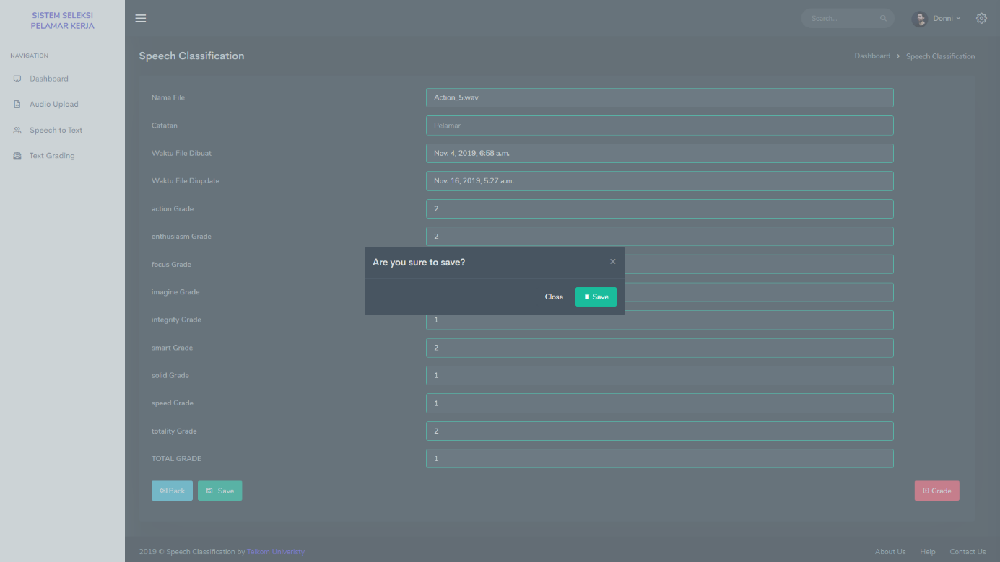 SISTEM SELEKSI
PELAMAR KERJA
Search...
Donni
NAVIGATION
Dashboard
Audio Upload
Speech to Text
Text Grading
Speech Classification
Dashboard > Speech Classification
Nama File
Action_5.wav
Catatan
Pelamar
Waktu File Dibuat
Nov. 4, 2019, 6:58 a.m.
Waktu File Diupdate
Nov. 16, 2019, 5:27 a.m.
action Grade
2
enthusiasm Grade
2
focus Grade
imagine Grade
Are you sure to save?
Close
Save
integrity Grade
1
smart Grade
2
solid Grade
1
speed Grade
1
totality Grade
2
TOTAL GRADE
1
Back
Save
Grade
2019 © Speech Classification by Telkom Univeristy
About Us
Help
Contact Us